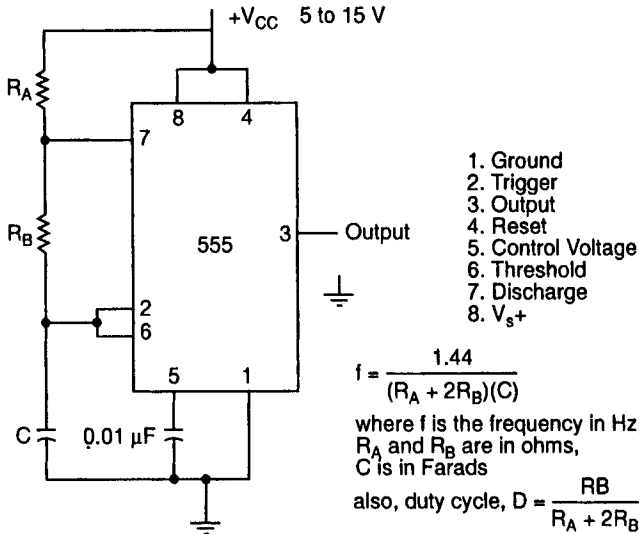 +VCC 5 to 15 V
RA
8 4
7
RB
555
3 Output
2
6
5 1
C 0.01 µF
1. Ground
2. Trigger
3. Output
4. Reset
5. Control Voltage
6. Threshold
7. Discharge
8. Vs+
f = 1.44 / (RA + 2RB)(C)
where f is the frequency in Hz
RA and RB are in ohms,
C is in Farads
also, duty cycle, D = RB / RA + 2RB